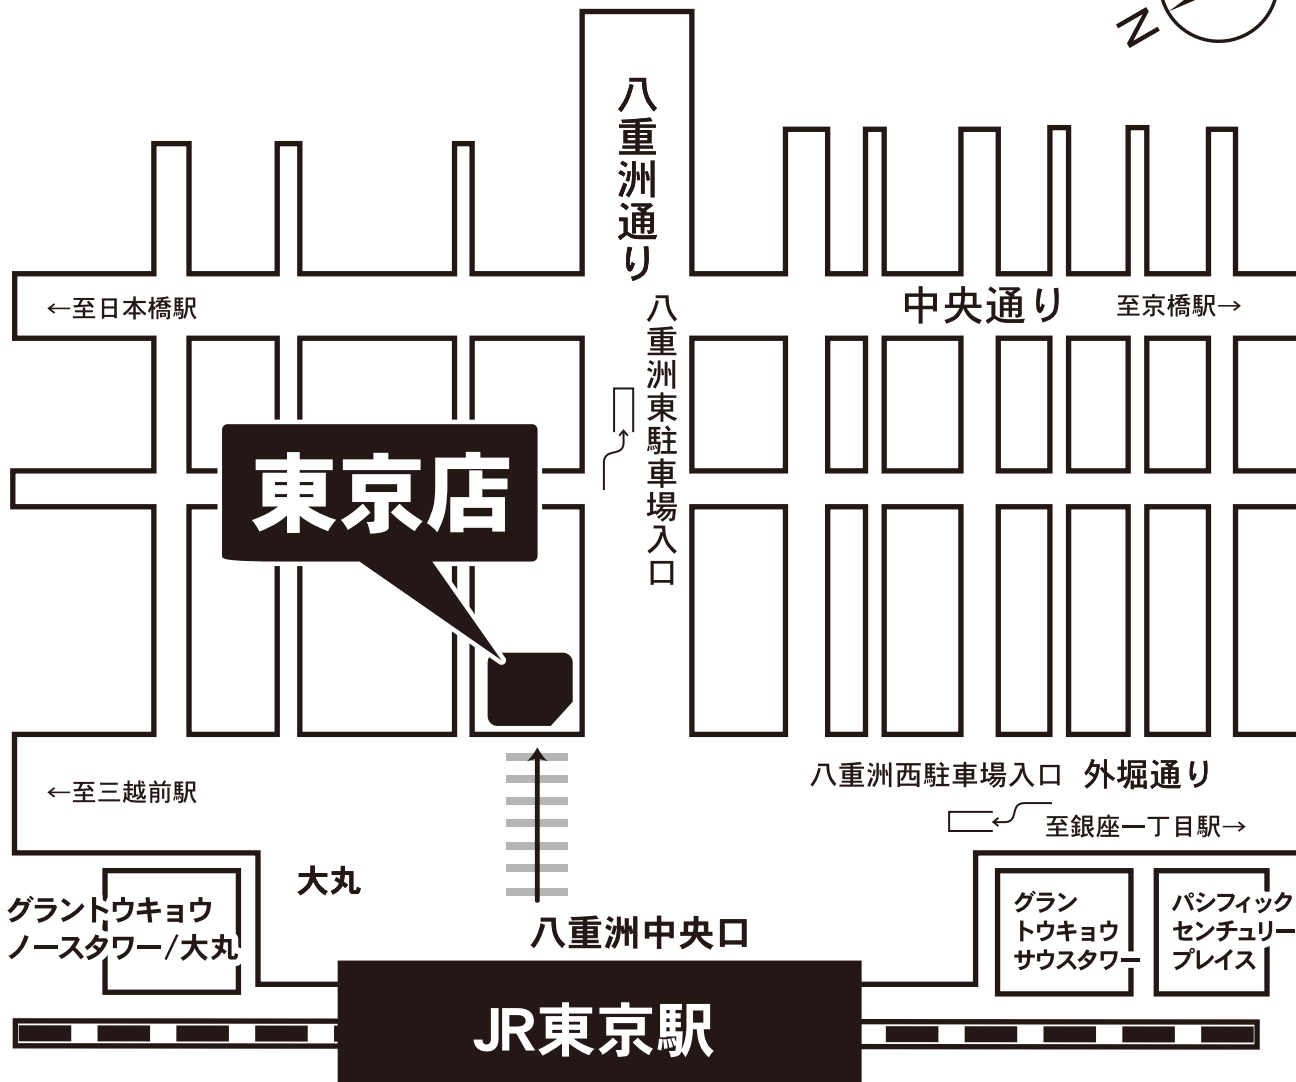 N
八重洲通り
←至日本橋駅
中央通り
至京橋駅→
八重洲東駐車場入口
東京店
←至三越前駅
八重洲西駐車場入口
外堀通り
至銀座一丁目駅→
大丸
グラントウキョウ
ノースタワー/大丸
八重洲中央口
グラン
トウキョウ
サウスタワー
パシフィック
センチュリー
プレイス
JR東京駅